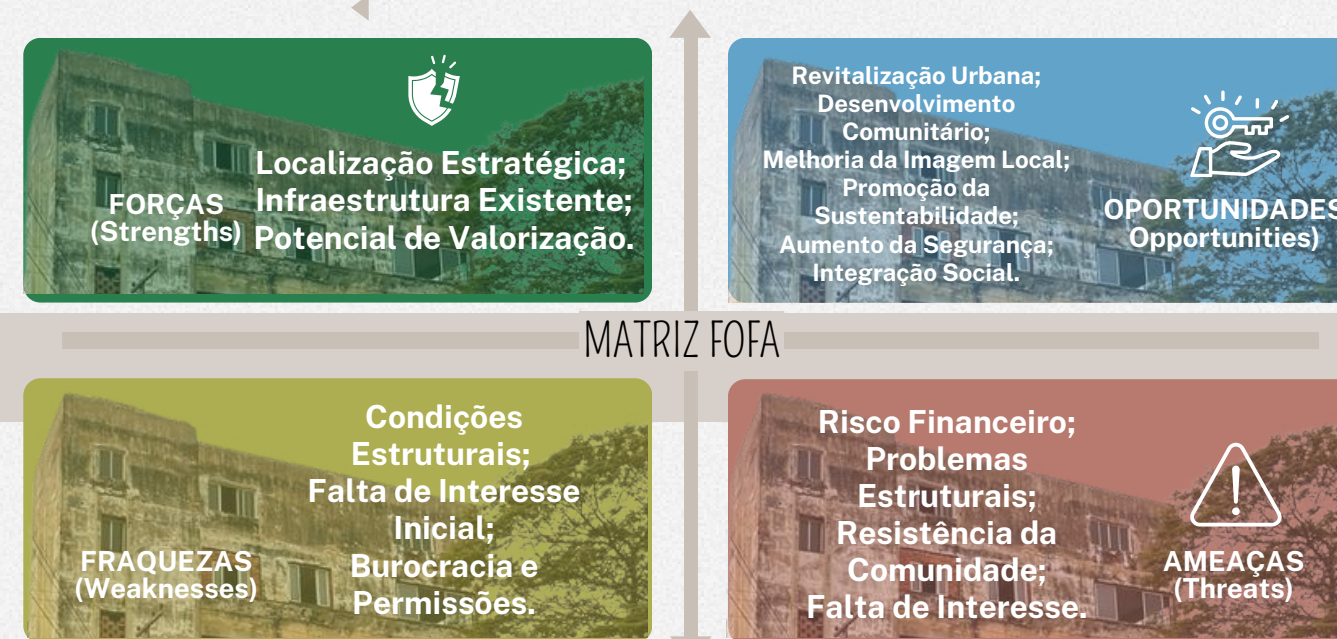 FORÇAS
(Strengths)
Localização Estratégica;
Infraestrutura Existente;
Potencial de Valorização.
Revitalização Urbana;
Desenvolvimento
Comunitário;
Melhoria da Imagem Local;
Promoção da
Sustentabilidade;
Aumento da Segurança;
Integração Social.
OPORTUNIDADES
Opportunities)
MATRIZ FOFA
FRAQUEZAS
(Weaknesses)
Condições
Estruturais;
Falta de Interesse
Inicial;
Burocracia e
Permissões.
Risco Financeiro;
Problemas
Estruturais;
Resistência da
Comunidade;
Falta de Interesse.
AMEAÇAS
(Threats)